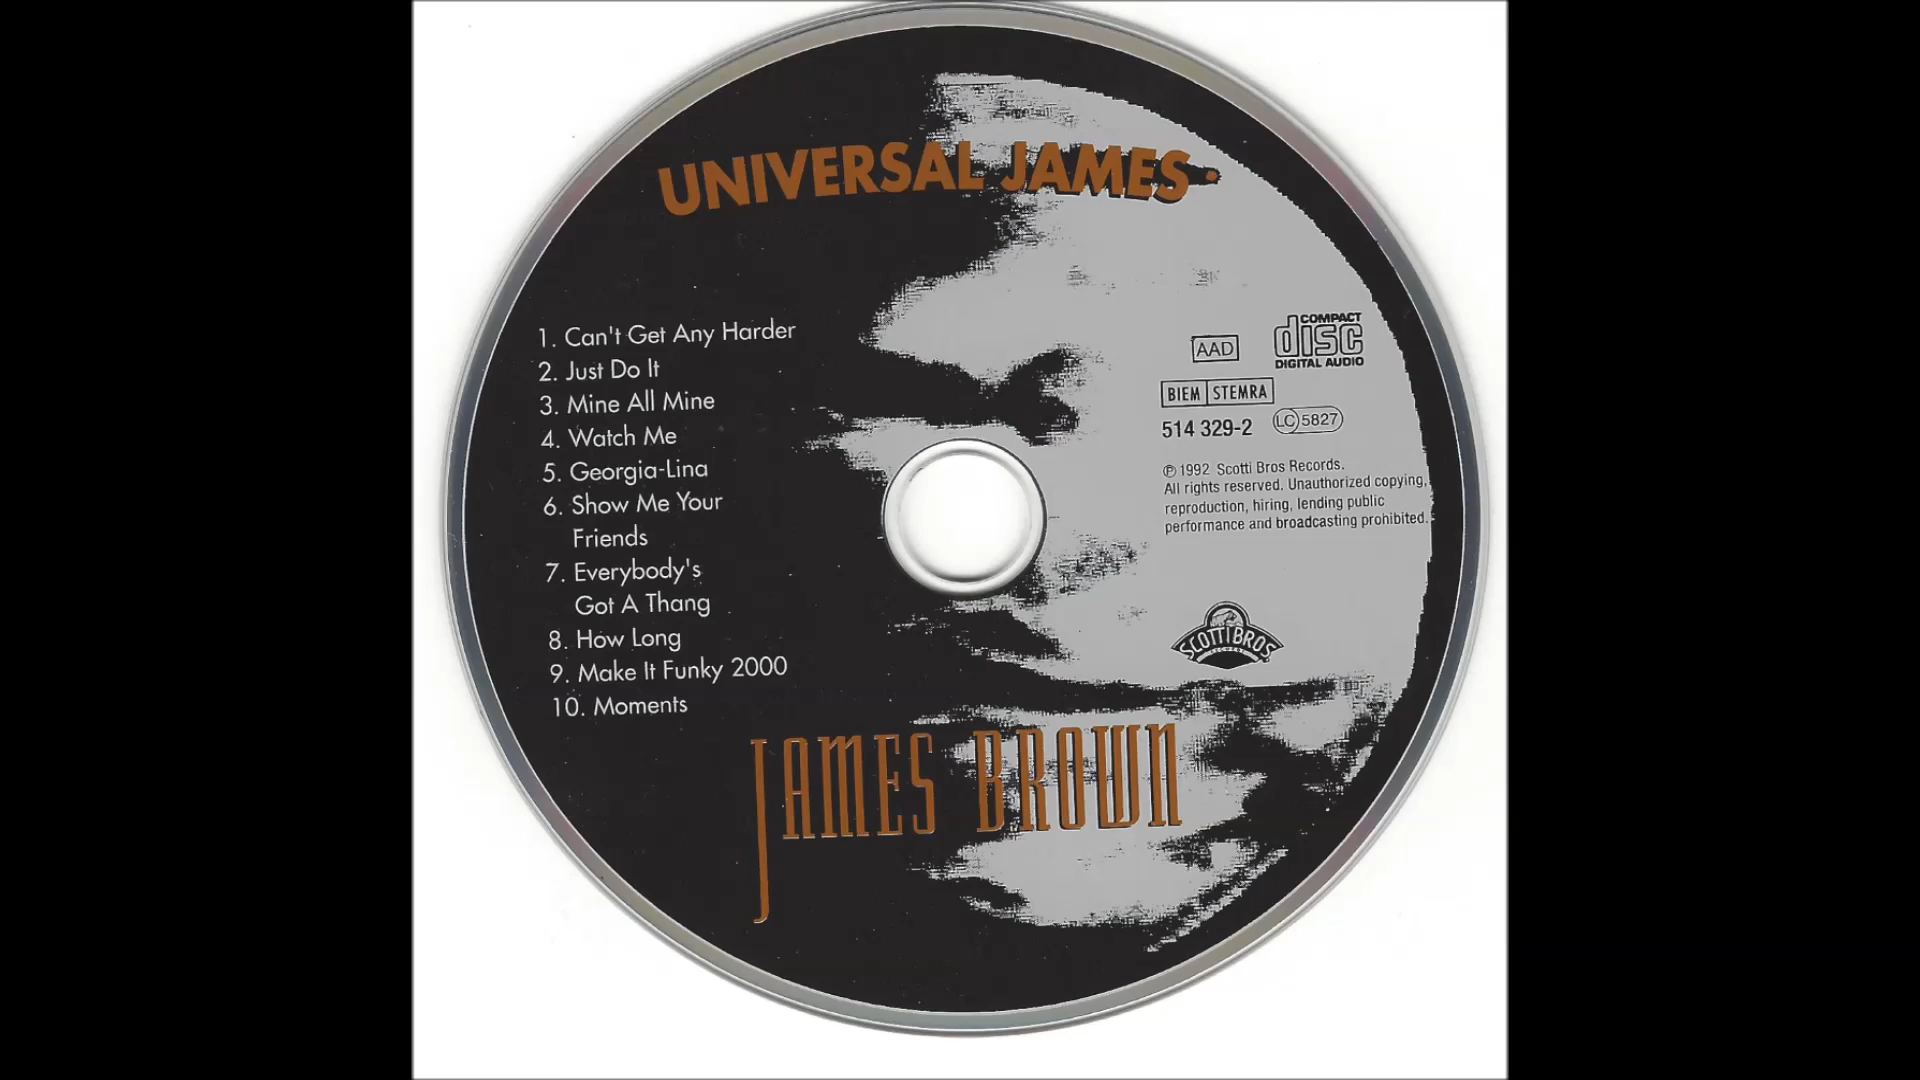 UNIVERSAL JAMES •
1. Can't Get Any Harder
2. Just Do It
3. Mine All Mine
4. Watch Me
5. Georgia-Lina
6. Show Me Your
Friends
7. Everybody's
Got A Thang
8. How Long
9. Make It Funky 2000
10. Moments
AAD
COMPACT
disc
DIGITAL AUDIO
BIEM STEMRA
514 329-2
LC 5827
℗ 1992 Scotti Bros Records.
All rights reserved. Unauthorized copying,
reproduction, hiring, lending public
performance and broadcasting prohibited.
SCOTTI BROS.
RECORDS
JAMES BROWN